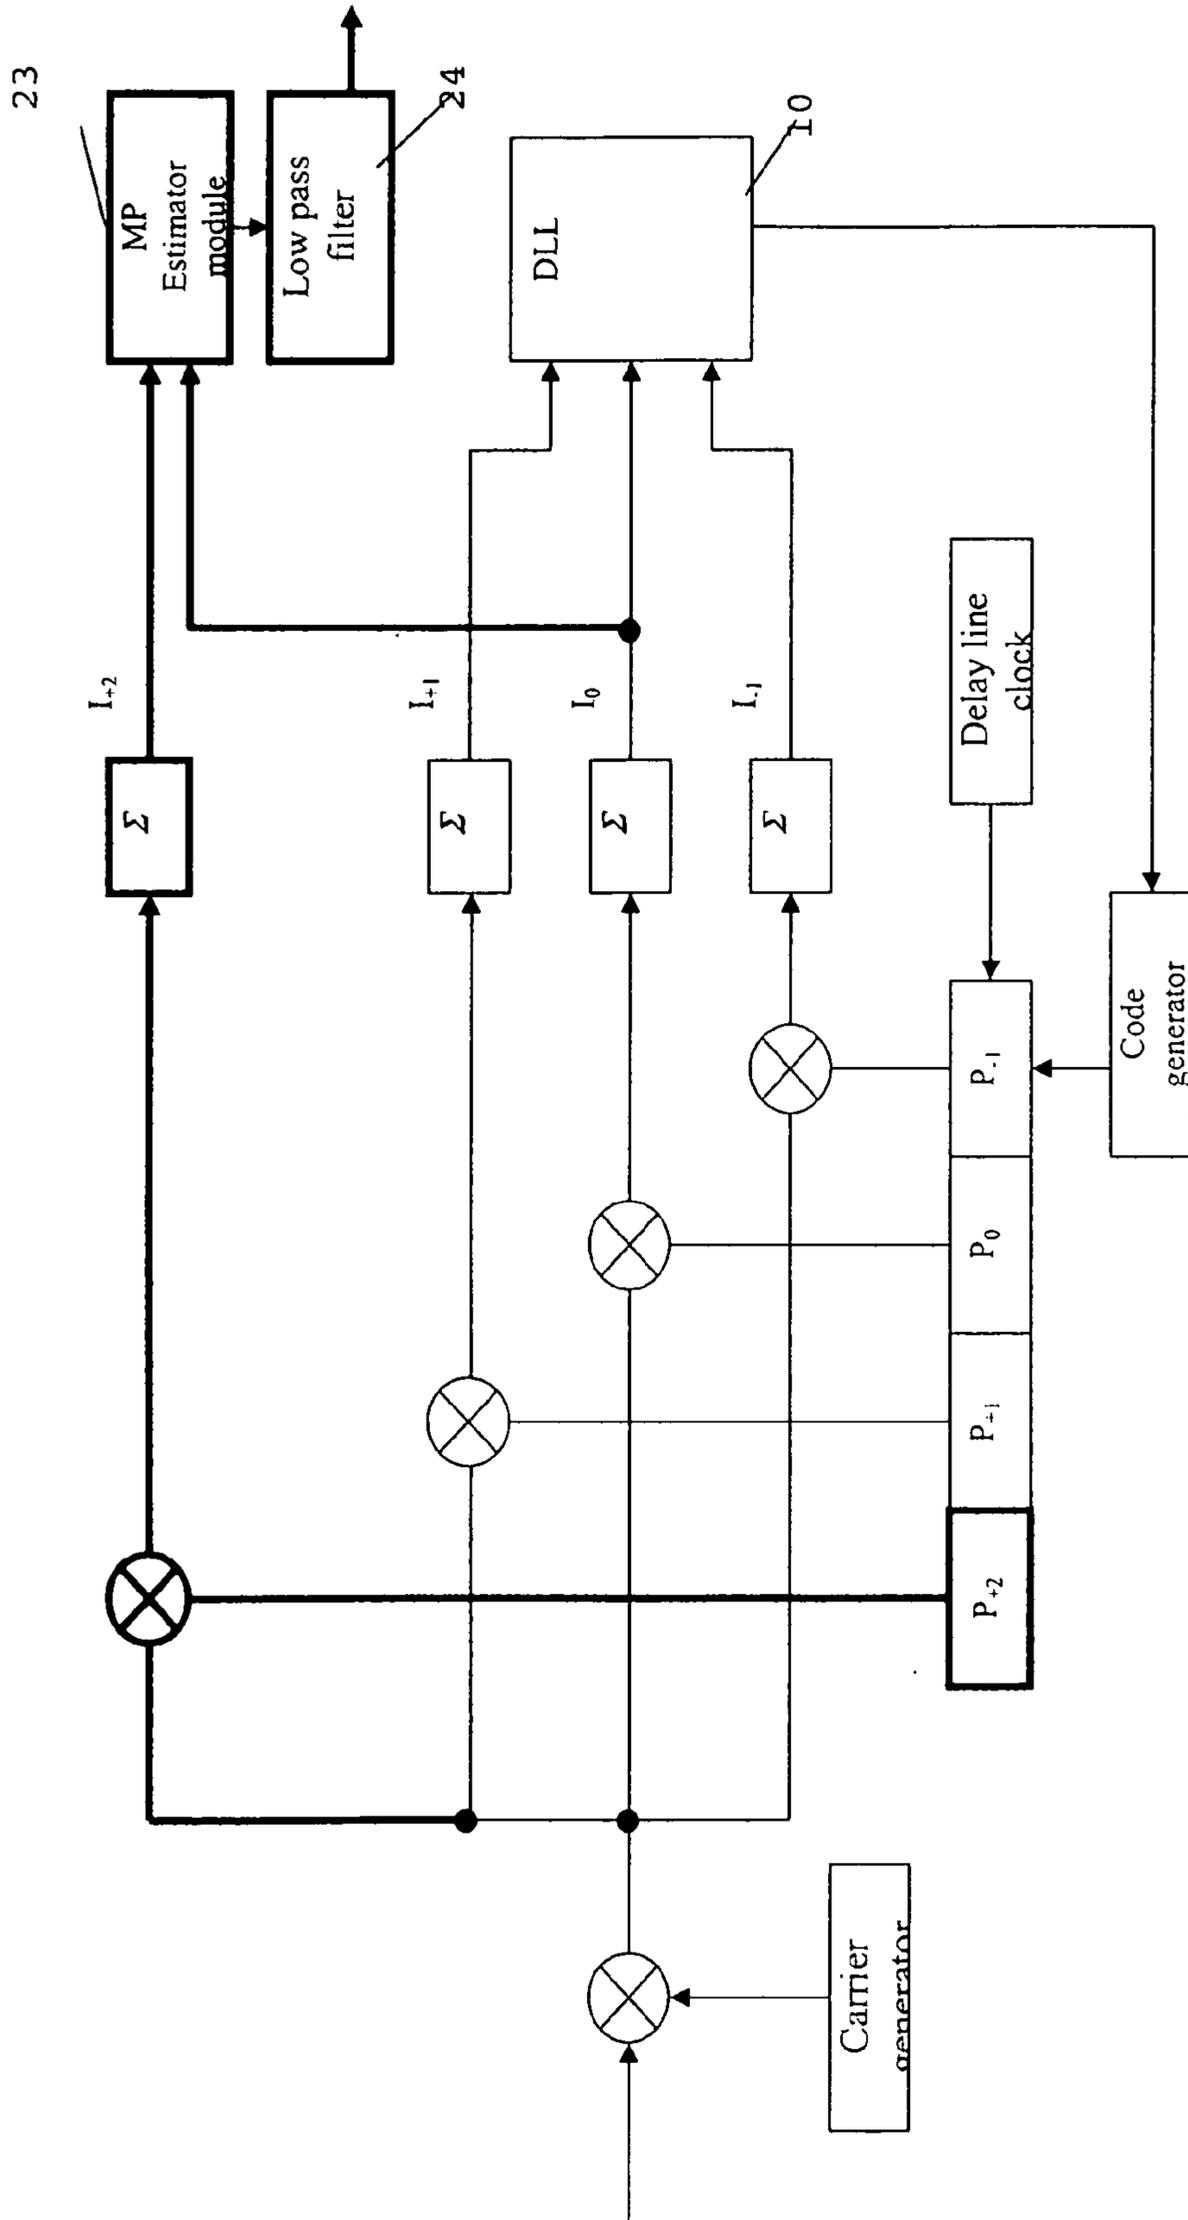 23
MP
Estimator
module
24
Low pass
filter
10
DLL
I+2
I+1
I0
I-1
Σ
Σ
Σ
Σ
Delay line
clock
P+2
P+1
P0
P-1
Code
generator
Carrier
generator